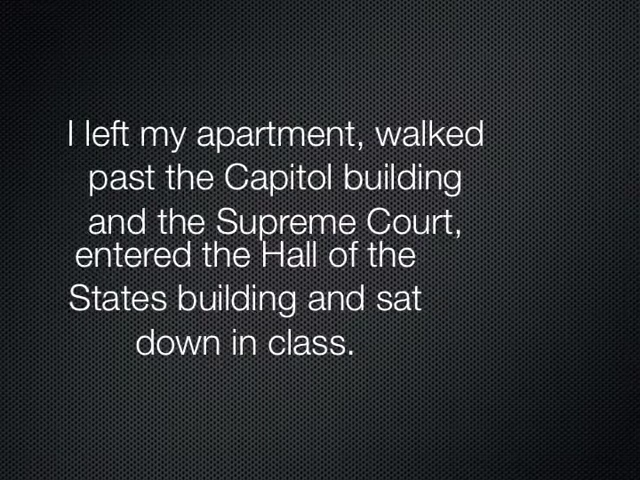 I left my apartment, walked
past the Capitol building
and the Supreme Court,
entered the Hall of the
States building and sat
down in class.